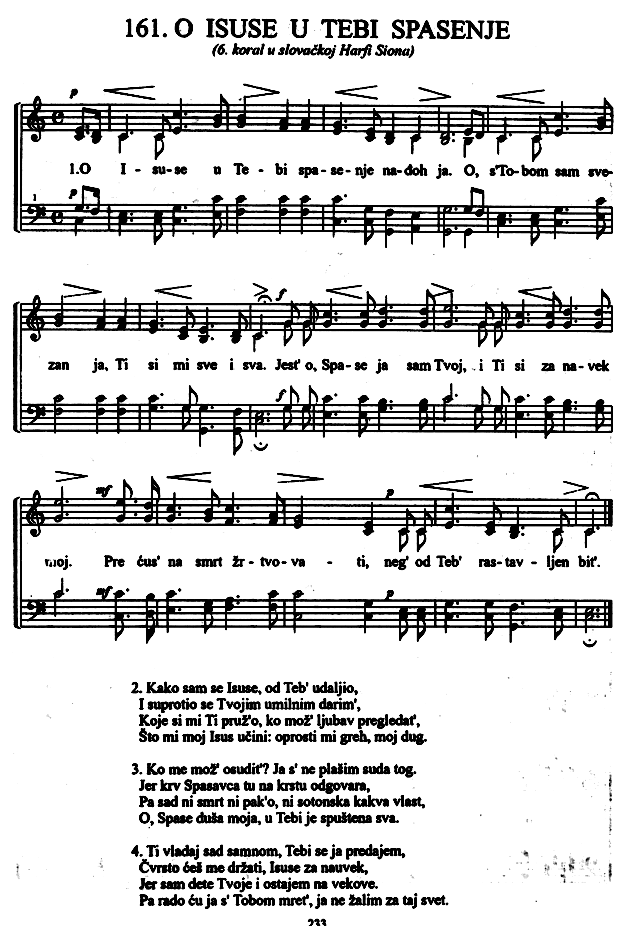 161. O ISUSE U TEBI SPASENJE
(6. koral u slovačkoj Harfi Siona)
p
1.O I - su - se u Te - bi spa - se - nje na - đoh ja. O, s'Tobom sam sve-
p
f
zan ja, Ti si mi sve i sva. Jest' o, Spa - se ja sam Tvoj, i Ti si za na - vek
f
mf p
moj. Pre ćus' na smrt žr - tvo - va - ti, neg' od Teb' ras - tav - ljen bit'.
mf p
2. Kako sam se Isuse, od Teb' udaljio,
I suprotio se Tvojim umilnim darim',
Koje si mi Ti pruž'o, ko mož' ljubav pregledat',
Što mi moj Isus učini: oprosti mi greh, moj dug.
3. Ko me mož' osudit'? Ja s' ne plašim suda tog.
Jer krv Spasavca tu na krstu odgovara,
Pa sad ni smrt ni pak'o, ni sotonska kakva vlast,
O, Spase duša moja, u Tebi je spuštena sva.
4. Ti vladaj sad samnom, Tebi se ja predajem,
Čvrsto ćeš me držati, Isuse za nauvek,
Jer sam dete Tvoje i ostajem na vekove.
Pa rado ću ja s' Tobom mret', ja ne žalim za taj svet.
233